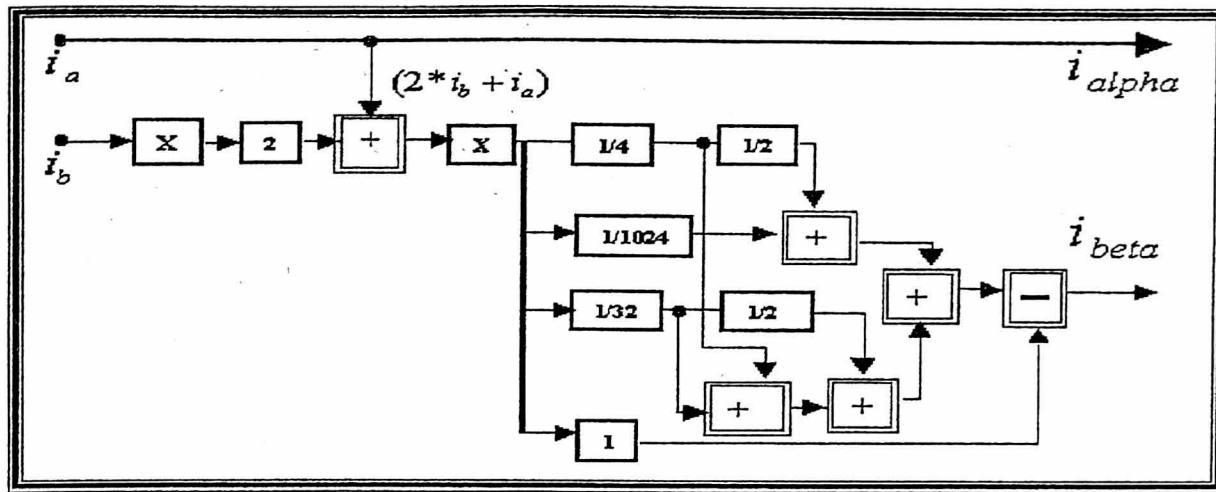 i_a
i_alpha
(2*i_b + i_a)
i_b
X
2
+
X
1/4
1/2
1/1024
+
i_beta
1/32
1/2
+
−
+
+
1